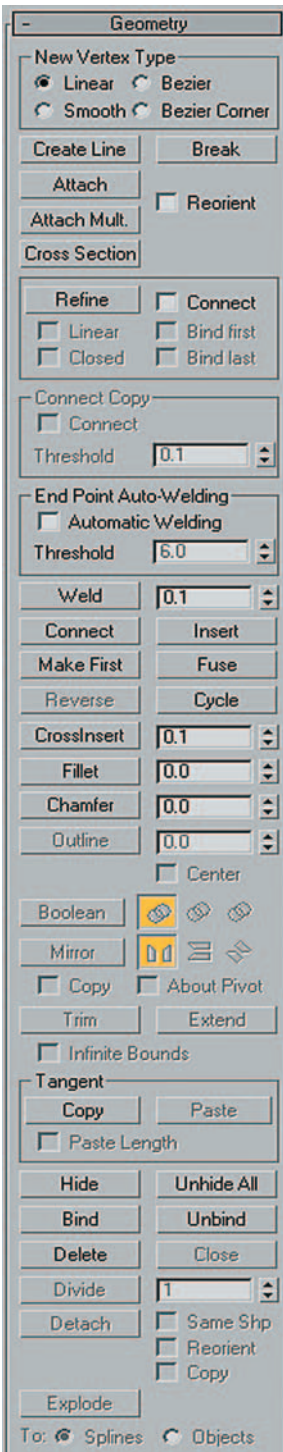 - Geometry
New Vertex Type
Linear Bezier
Smooth Bezier Corner
Create Line Break
Attach
Reorient
Attach Mult.
Cross Section
Refine Connect
Linear Bind first
Closed Bind last
Connect Copy
Connect
Threshold 0.1
End Point Auto-Welding
Automatic Welding
Threshold 6.0
Weld 0.1
Connect Insert
Make First Fuse
Reverse Cycle
CrossInsert 0.1
Fillet 0.0
Chamfer 0.0
Outline 0.0
Center
Boolean
Mirror
Copy About Pivot
Trim Extend
Infinite Bounds
Tangent
Copy Paste
Paste Length
Hide Unhide All
Bind Unbind
Delete Close
Divide 1
Detach Same Shp
Reorient
Copy
Explode
To: Splines Objects